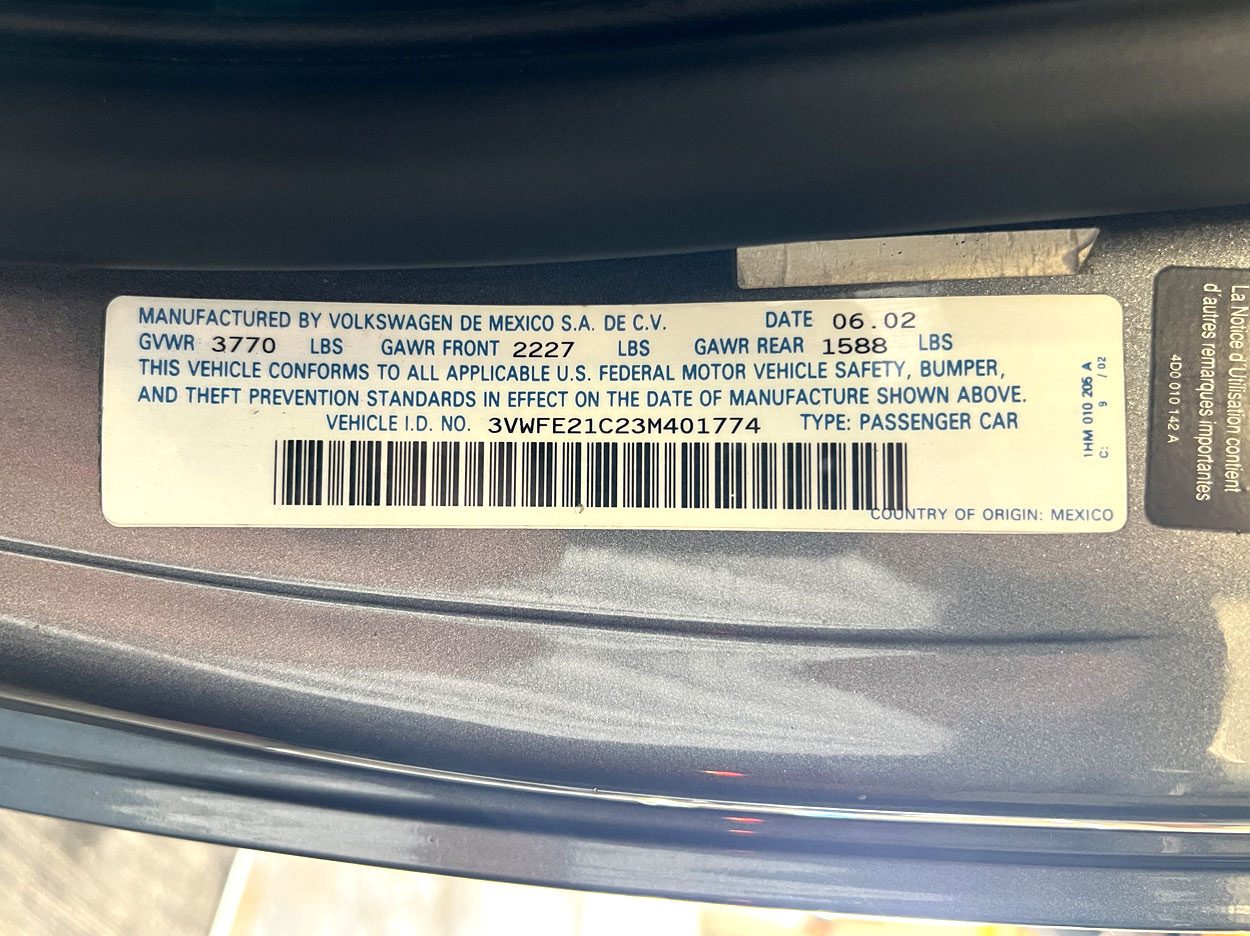 MANUFACTURED BY VOLKSWAGEN DE MEXICO S.A. DE C.V. DATE 06.02
GVWR 3770 LBS GAWR FRONT 2227 LBS GAWR REAR 1588 LBS
THIS VEHICLE CONFORMS TO ALL APPLICABLE U.S. FEDERAL MOTOR VEHICLE SAFETY, BUMPER,
AND THEFT PREVENTION STANDARDS IN EFFECT ON THE DATE OF MANUFACTURE SHOWN ABOVE.
VEHICLE I.D. NO. 3VWFE21C23M401774 TYPE: PASSENGER CAR
COUNTRY OF ORIGIN: MEXICO
1HM 010 205 A
C: 9 / 02
La Notice d'Utilisation contient
d'autres remarques importantes
4D0 010 142 A